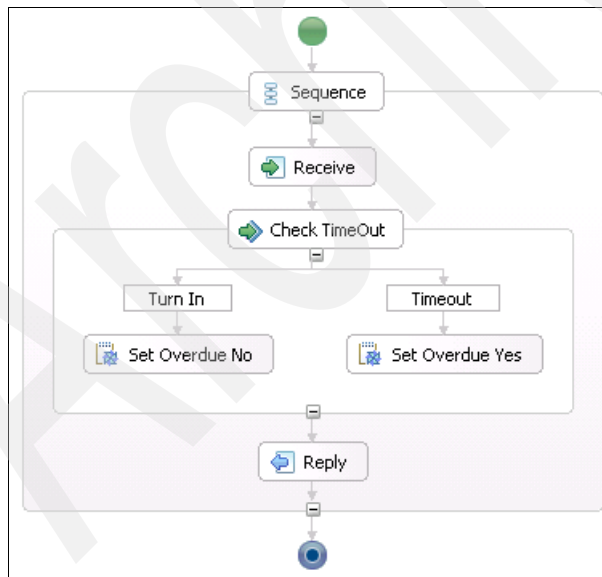 Sequence
Receive
Check TimeOut
Turn In
Timeout
Set Overdue No
Set Overdue Yes
Reply